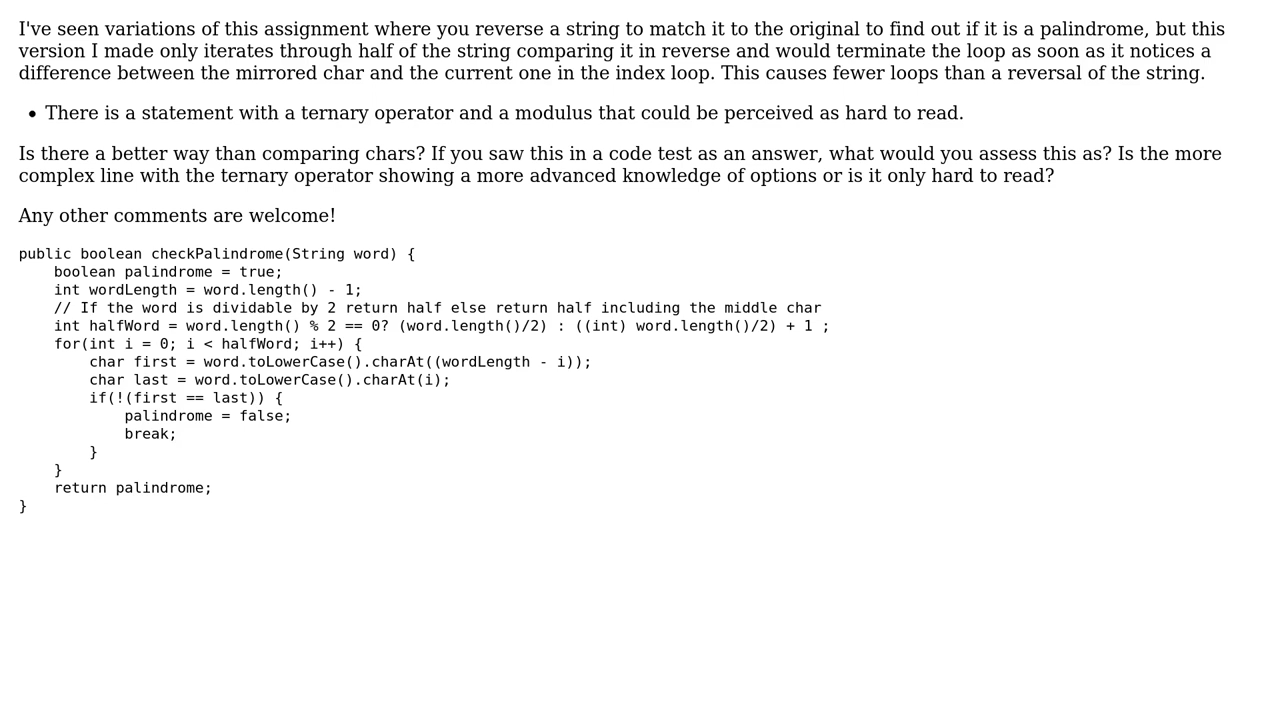 I've seen variations of this assignment where you reverse a string to match it to the original to find out if it is a palindrome, but this
version I made only iterates through half of the string comparing it in reverse and would terminate the loop as soon as it notices a
difference between the mirrored char and the current one in the index loop. This causes fewer loops than a reversal of the string.
• There is a statement with a ternary operator and a modulus that could be perceived as hard to read.
Is there a better way than comparing chars? If you saw this in a code test as an answer, what would you assess this as? Is the more
complex line with the ternary operator showing a more advanced knowledge of options or is it only hard to read?
Any other comments are welcome!
public boolean checkPalindrome(String word) {
    boolean palindrome = true;
    int wordLength = word.length() - 1;
    // If the word is dividable by 2 return half else return half including the middle char
    int halfWord = word.length() % 2 == 0? (word.length()/2) : ((int) word.length()/2) + 1 ;
    for(int i = 0; i < halfWord; i++) {
        char first = word.toLowerCase().charAt((wordLength - i));
        char last = word.toLowerCase().charAt(i);
        if(!(first == last)) {
            palindrome = false;
            break;
        }
    }
    return palindrome;
}